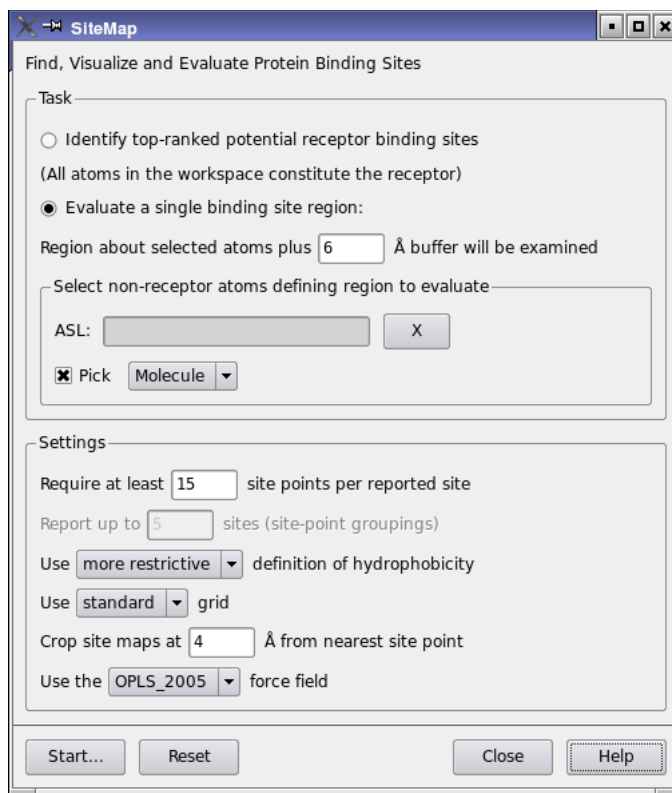 SiteMap
Find, Visualize and Evaluate Protein Binding Sites
Task
Identify top-ranked potential receptor binding sites
(All atoms in the workspace constitute the receptor)
Evaluate a single binding site region:
Region about selected atoms plus 6 Å buffer will be examined
Select non-receptor atoms defining region to evaluate
ASL: X
Pick Molecule
Settings
Require at least 15 site points per reported site
Report up to 5 sites (site-point groupings)
Use more restrictive definition of hydrophobicity
Use standard grid
Crop site maps at 4 Å from nearest site point
Use the OPLS_2005 force field
Start... Reset Close Help